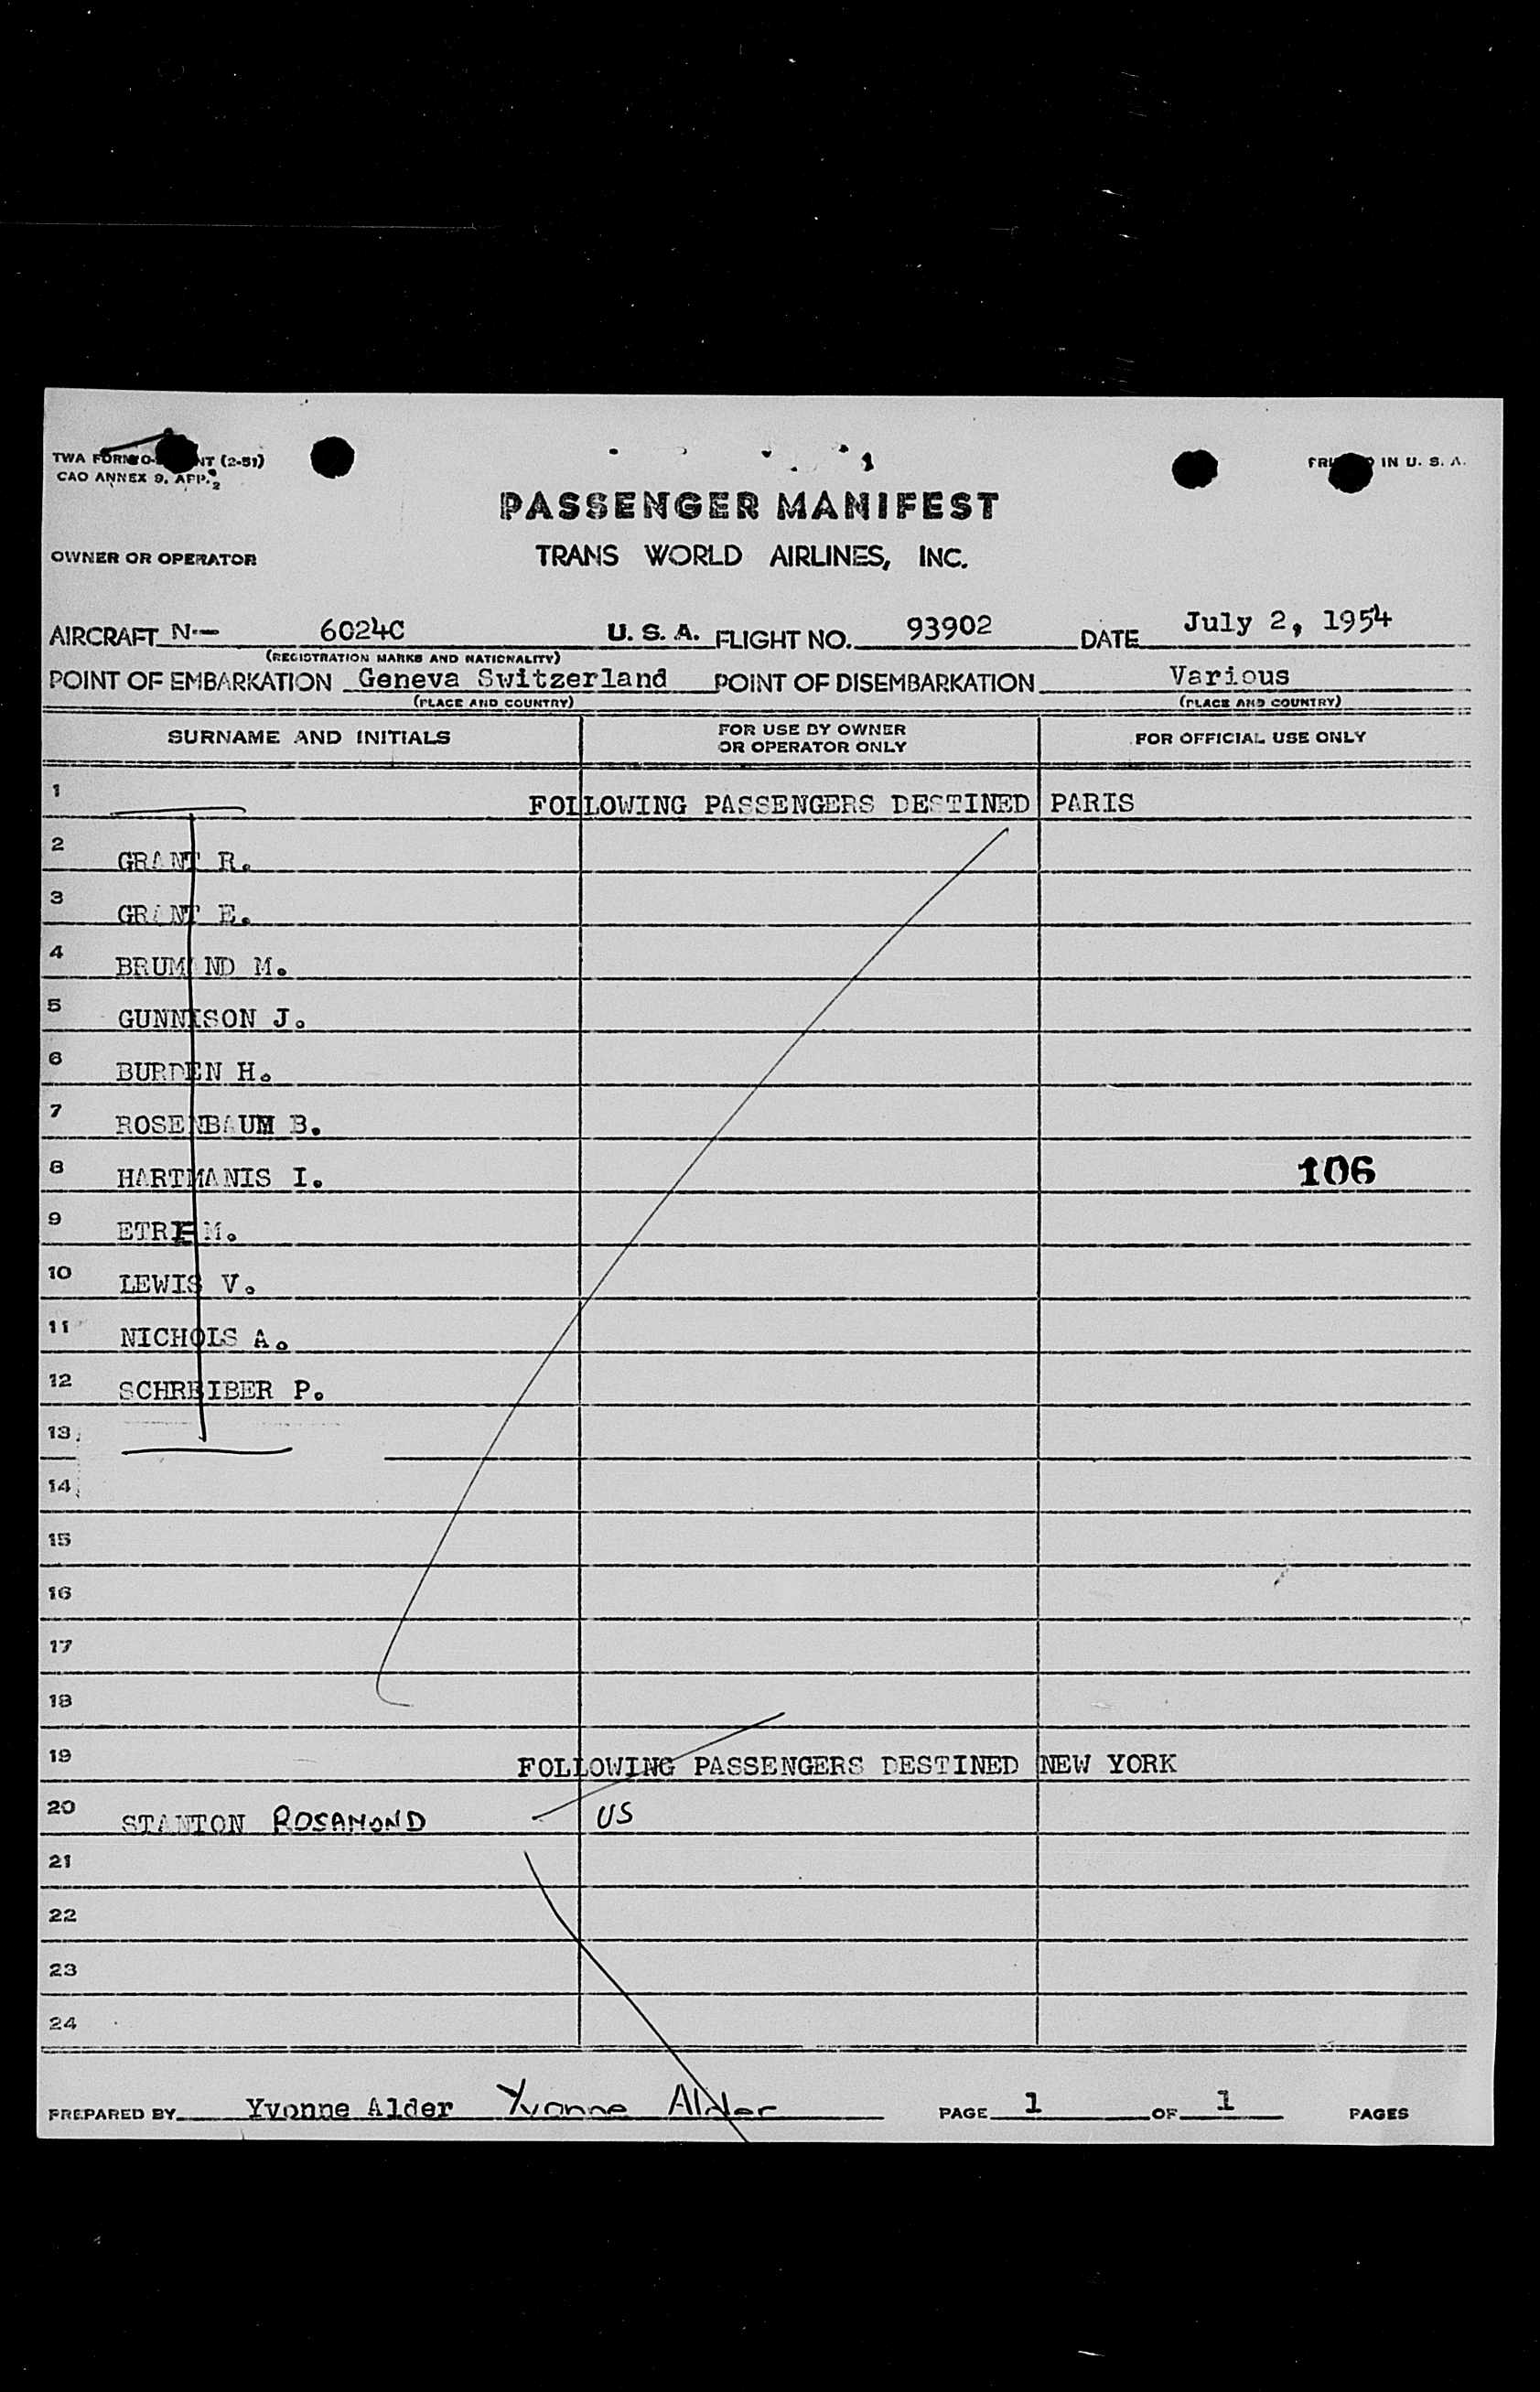 TWA FORM O- NT (2-51)
CAO ANNEX 9, APP. 2
IN U. S. A.
PASSENGER MANIFEST
OWNER OR OPERATOR TRANS WORLD AIRLINES, INC.
AIRCRAFT N-- 6024C U. S. A. FLIGHT NO. 93902 DATE July 2, 1954
(REGISTRATION MARKS AND NATIONALITY)
POINT OF EMBARKATION Geneva Switzerland POINT OF DISEMBARKATION Various
(PLACE AND COUNTRY) (PLACE AND COUNTRY)
SURNAME AND INITIALS FOR USE BY OWNER OR OPERATOR ONLY FOR OFFICIAL USE ONLY
1 FOLLOWING PASSENGERS DESTINED PARIS
2 GRANT R.
3 GRANT E.
4 BRUMAND M.
5 GUNNISON J.
6 BURDEN H.
7 ROSENBAUM B.
8 HARTMANIS I. 106
9 M.
10 LEWIS V.
11 NICHOLS A.
12 SCHREIBER P.
13
14
15
16
17
18
19 FOLLOWING PASSENGERS DESTINED NEW YORK
20 STANTON ROSAMOND US
21
22
23
24
PREPARED BY Yvonne Alder Yvonne Alder PAGE 1 OF 1 PAGES